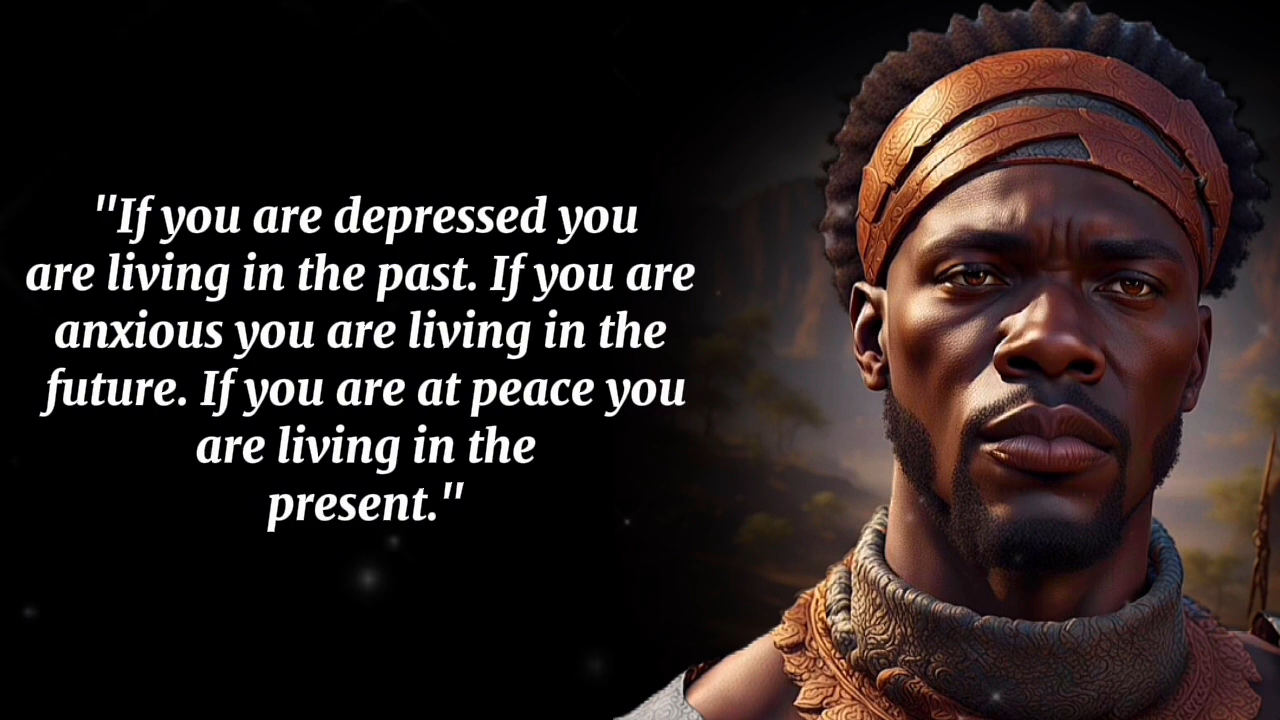 "If you are depressed you
are living in the past. If you are
anxious you are living in the
future. If you are at peace you
are living in the
present."